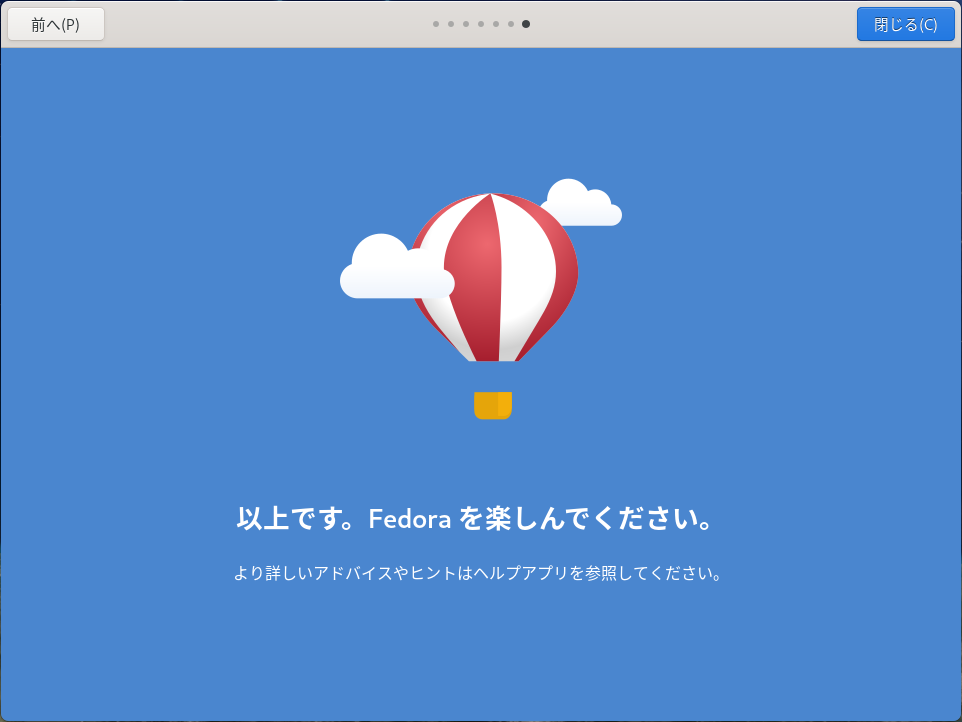 前へ(P)
閉じる(C)
以上です。Fedora を楽しんでください。
より詳しいアドバイスやヒントはヘルプアプリを参照してください。